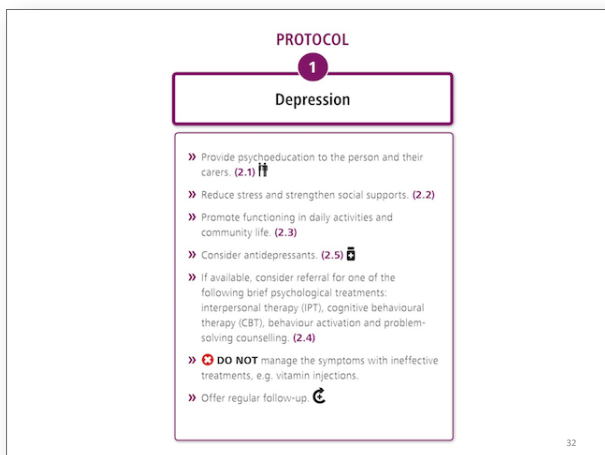 PROTOCOL
1
Depression
» Provide psychoeducation to the person and their
carers. (2.1)
» Reduce stress and strengthen social supports. (2.2)
» Promote functioning in daily activities and
community life. (2.3)
» Consider antidepressants. (2.5)
» If available, consider referral for one of the
following brief psychological treatments:
interpersonal therapy (IPT), cognitive behavioural
therapy (CBT), behaviour activation and problem-
solving counselling. (2.4)
» DO NOT manage the symptoms with ineffective
treatments, e.g. vitamin injections.
» Offer regular follow-up.
32